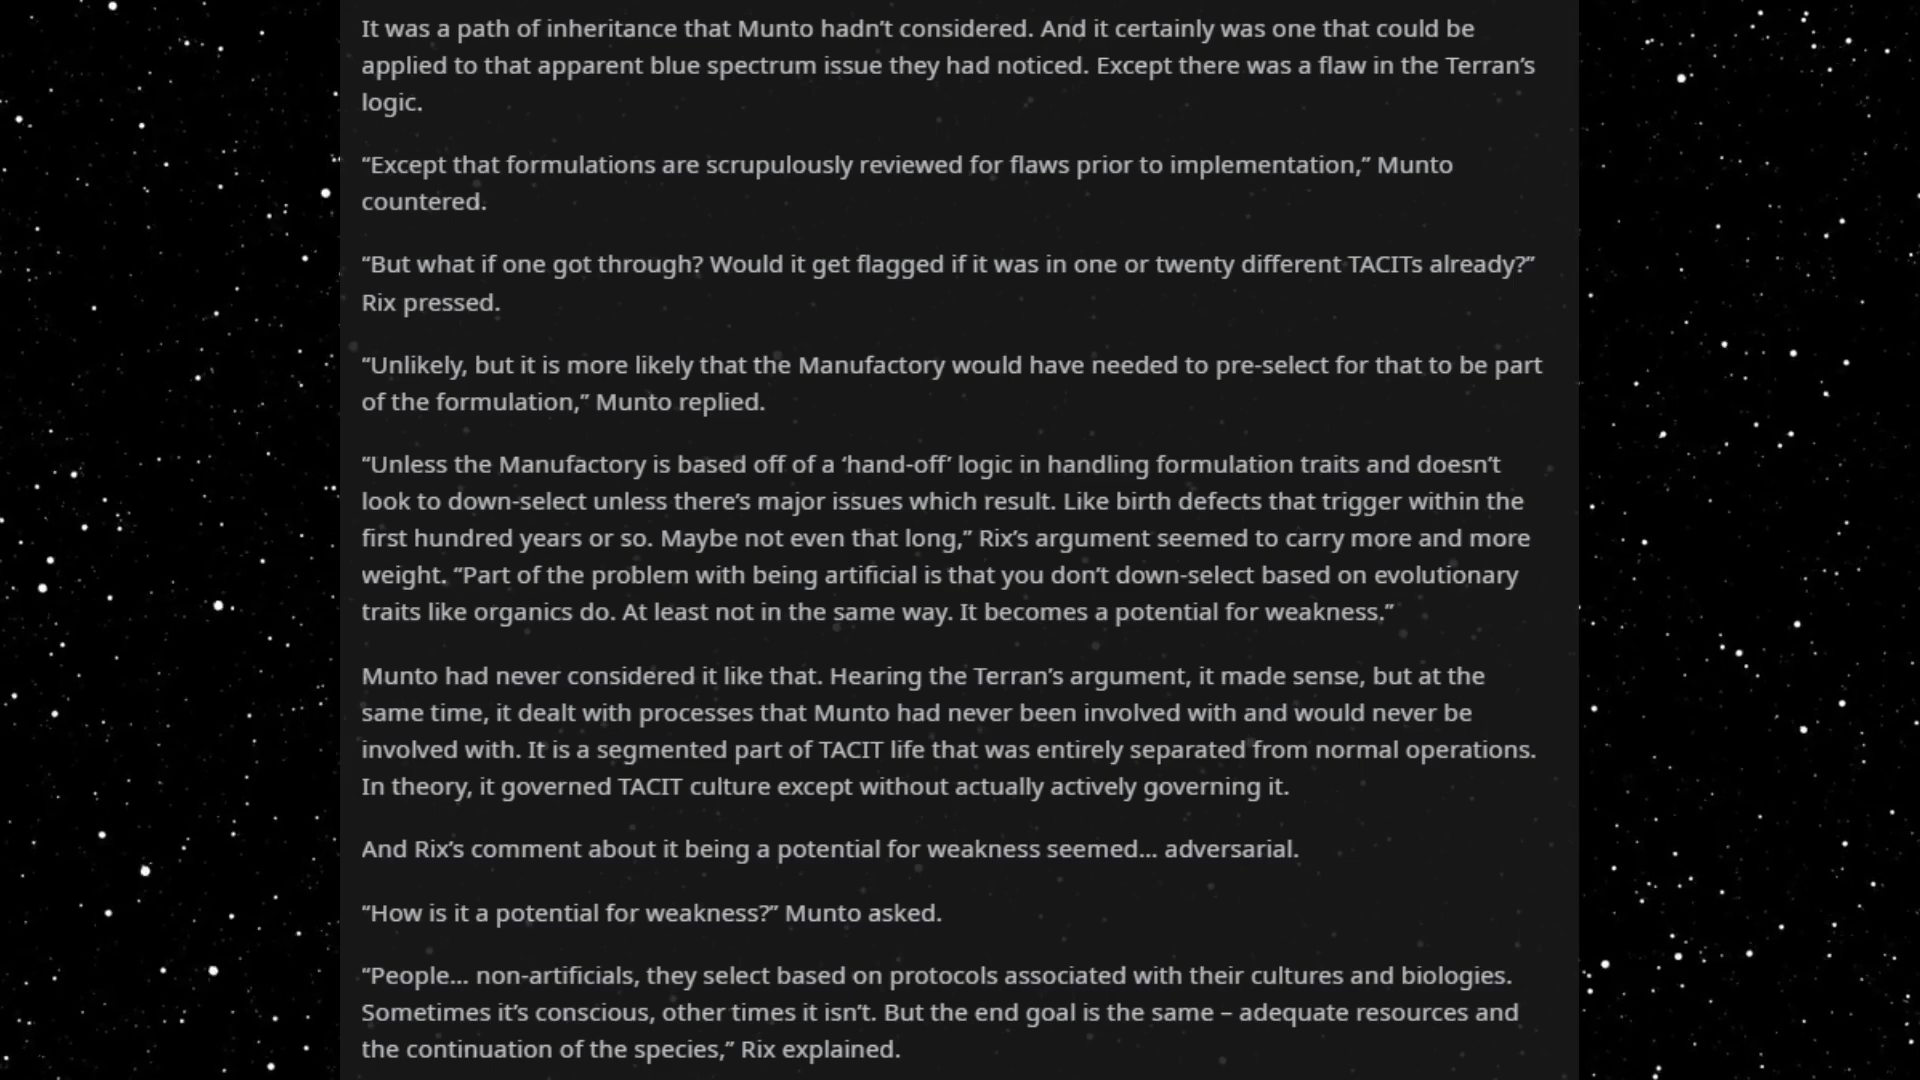 It was a path of inheritance that Munto hadn’t considered. And it certainly was one that could be
applied to that apparent blue spectrum issue they had noticed. Except there was a flaw in the Terran’s
logic.
“Except that formulations are scrupulously reviewed for flaws prior to implementation,” Munto
countered.
“But what if one got through? Would it get flagged if it was in one or twenty different TACITs already?”
Rix pressed.
“Unlikely, but it is more likely that the Manufactory would have needed to pre-select for that to be part
of the formulation,” Munto replied.
“Unless the Manufactory is based off of a ‘hand-off’ logic in handling formulation traits and doesn’t
look to down-select unless there’s major issues which result. Like birth defects that trigger within the
first hundred years or so. Maybe not even that long,” Rix’s argument seemed to carry more and more
weight. “Part of the problem with being artificial is that you don’t down-select based on evolutionary
traits like organics do. At least not in the same way. It becomes a potential for weakness.”
Munto had never considered it like that. Hearing the Terran’s argument, it made sense, but at the
same time, it dealt with processes that Munto had never been involved with and would never be
involved with. It is a segmented part of TACIT life that was entirely separated from normal operations.
In theory, it governed TACIT culture except without actually actively governing it.
And Rix’s comment about it being a potential for weakness seemed... adversarial.
“How is it a potential for weakness?” Munto asked.
“People... non-artificials, they select based on protocols associated with their cultures and biologies.
Sometimes it’s conscious, other times it isn’t. But the end goal is the same – adequate resources and
the continuation of the species,” Rix explained.